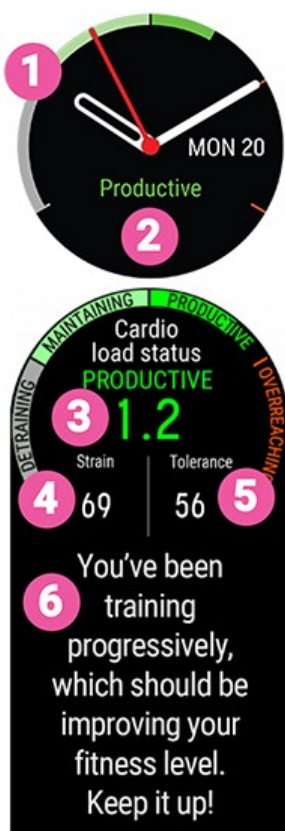 1
MON 20
Productive
2
DETRAINING
MAINTAINING
PRODUCTIVE
OVERREACHING
Cardio
load status
PRODUCTIVE
3
1.2
Strain
Tolerance
4
69
56
5
6
You've been
training
progressively,
which should be
improving your
fitness level.
Keep it up!